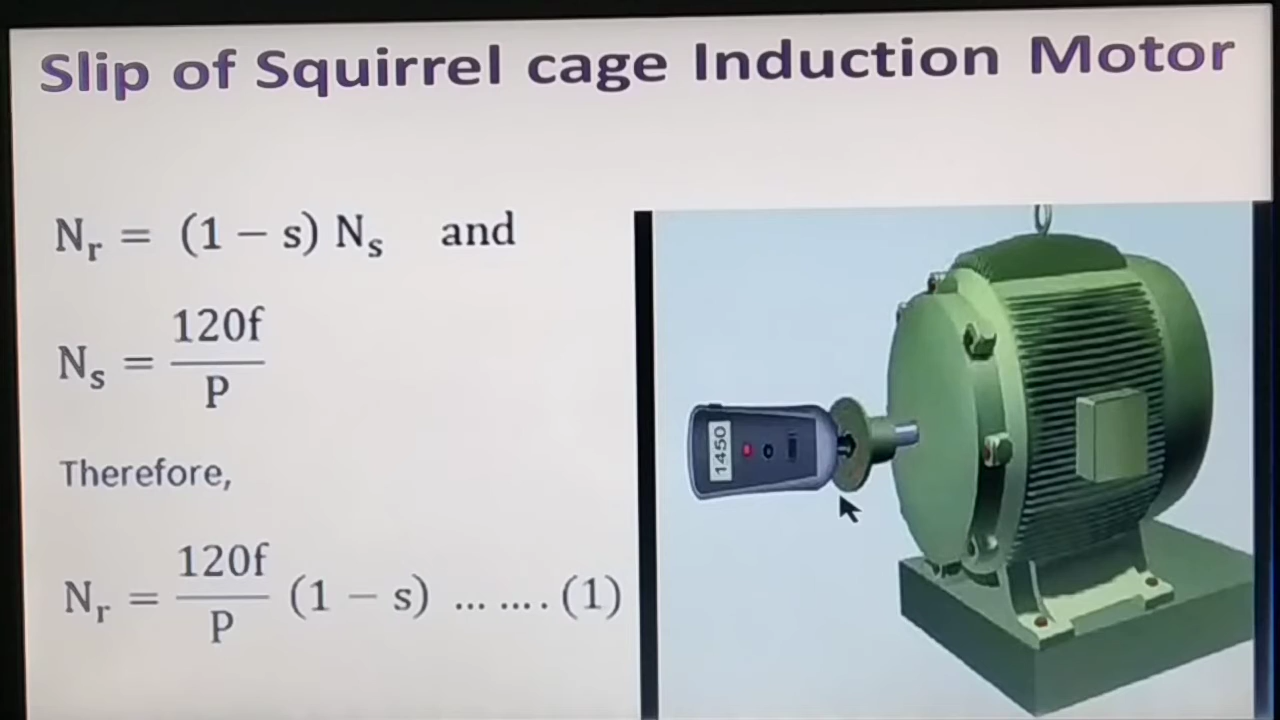 Slip of Squirrel cage Induction Motor
Nᵣ = (1 − s) Nₛ and
Nₛ = 120f / P
Therefore,
Nᵣ = 120f / P (1 − s) ... ... . (1)
1450